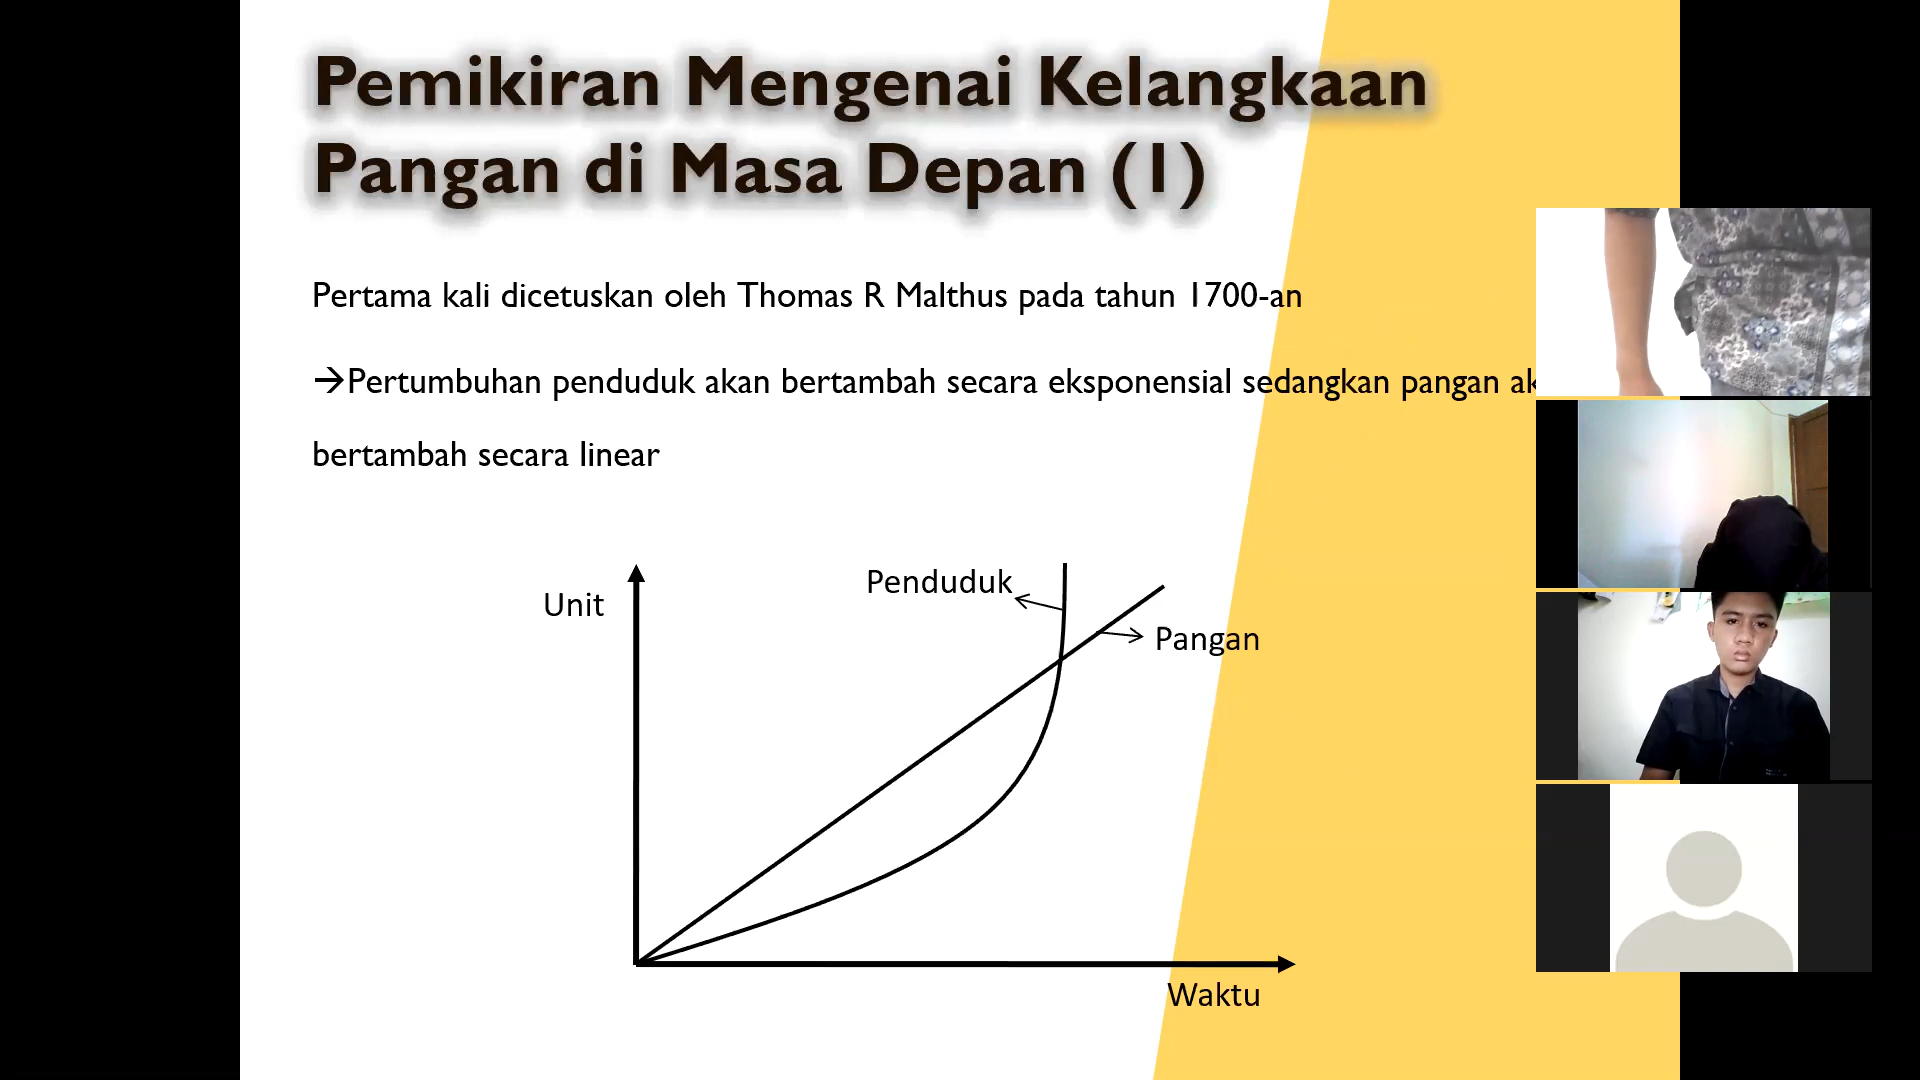 Pemikiran Mengenai Kelangkaan
Pangan di Masa Depan (1)
Pertama kali dicetuskan oleh Thomas R Malthus pada tahun 1700-an
→Pertumbuhan penduduk akan bertambah secara eksponensial sedangkan pangan
bertambah secara linear
Unit
Penduduk
Pangan
Waktu